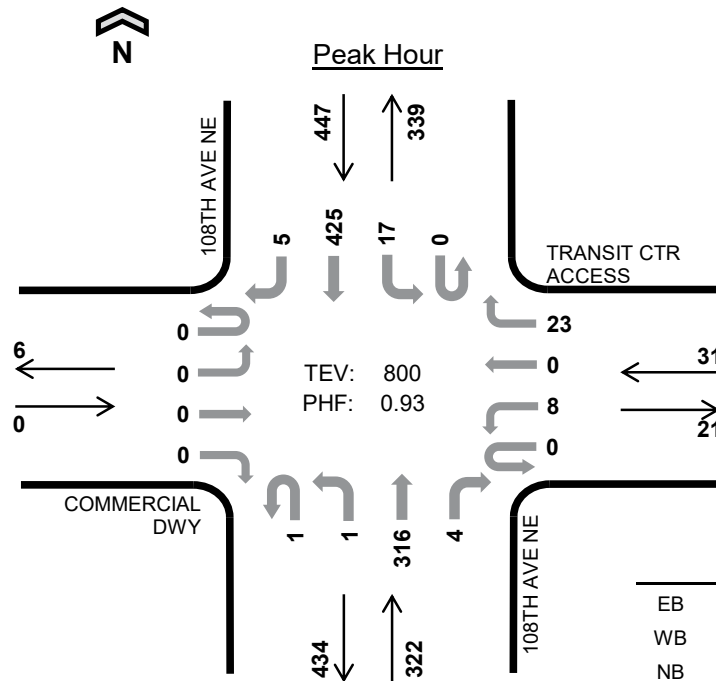 N
Peak Hour
447
339
108TH AVE NE
5
425
17
0
TRANSIT CTR
ACCESS
0
23
6
0
TEV: 800
0
31
0
0
PHF: 0.93
8
21
0
0
COMMERCIAL
DWY
1
1
316
4
108TH AVE NE
434
322
EB
WB
NB